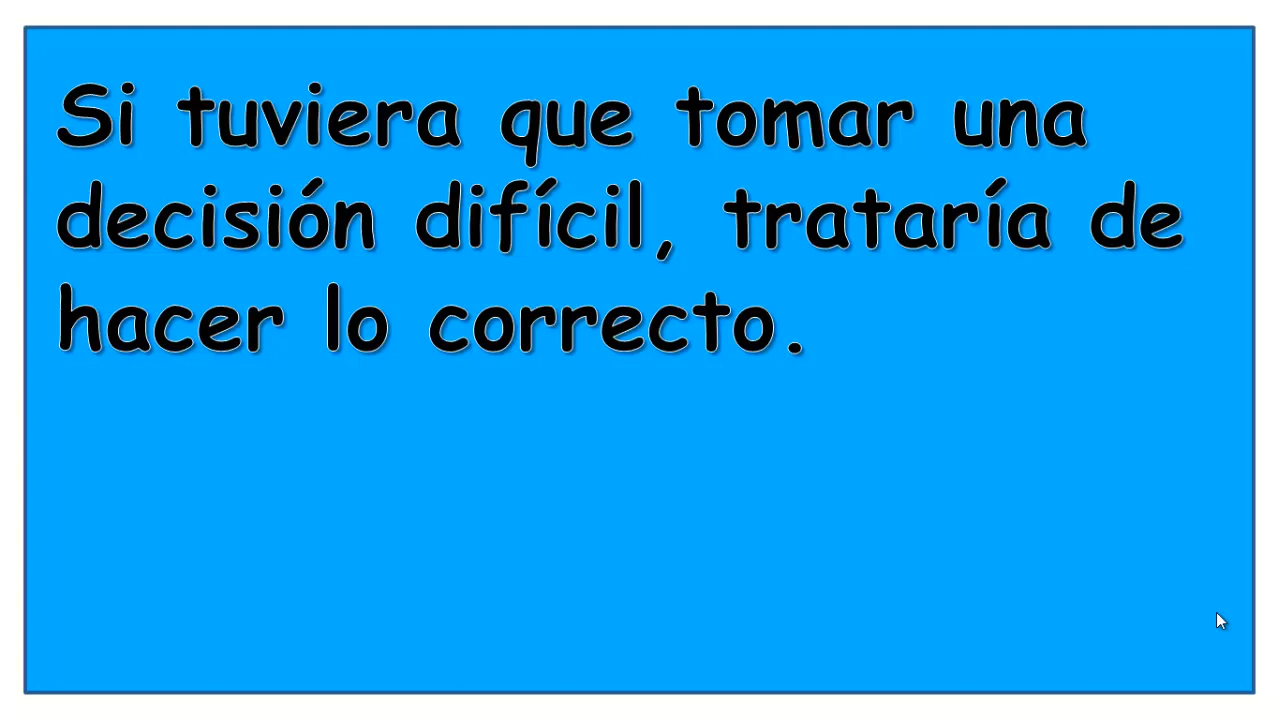 Si tuviera que tomar una
decisión difícil, trataría de
hacer lo correcto.